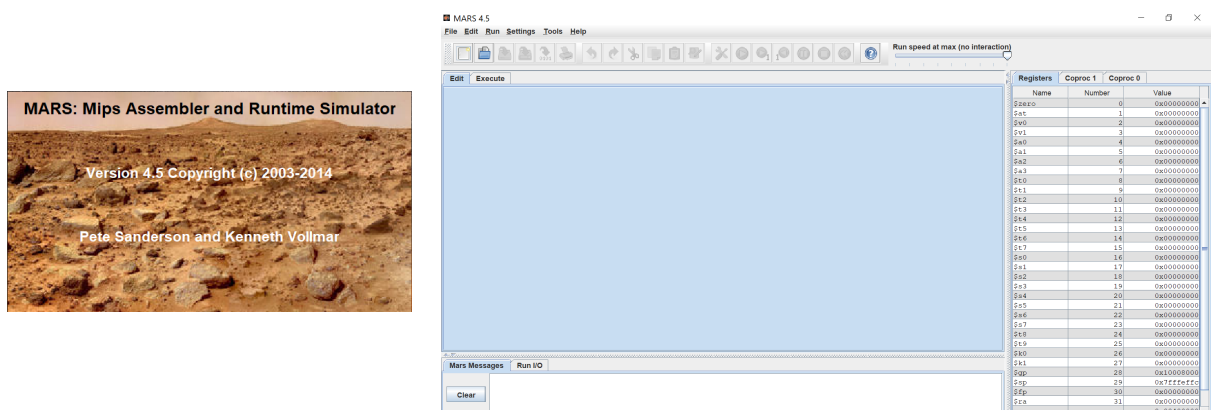 MARS: Mips Assembler and Runtime Simulator
Version 4.5 Copyright (c) 2003-2014
Pete Sanderson and Kenneth Vollmar
MARS 4.5
File Edit Run Settings Tools Help
Run speed at max (no interaction)
Edit Execute
Registers Coproc 1 Coproc 0
Name Number Value
$zero 0 0x00000000
$at 1 0x00000000
$v0 2 0x00000000
$v1 3 0x00000000
$a0 4 0x00000000
$a1 5 0x00000000
$a2 6 0x00000000
$a3 7 0x00000000
$t0 8 0x00000000
$t1 9 0x00000000
$t2 10 0x00000000
$t3 11 0x00000000
$t4 12 0x00000000
$t5 13 0x00000000
$t6 14 0x00000000
$t7 15 0x00000000
$s0 16 0x00000000
$s1 17 0x00000000
$s2 18 0x00000000
$s3 19 0x00000000
$s4 20 0x00000000
$s5 21 0x00000000
$s6 22 0x00000000
$s7 23 0x00000000
$t8 24 0x00000000
$t9 25 0x00000000
$k0 26 0x00000000
$k1 27 0x00000000
$gp 28 0x10008000
$sp 29 0x7fffeffc
$fp 30 0x00000000
$ra 31 0x00000000
Mars Messages Run I/O
Clear